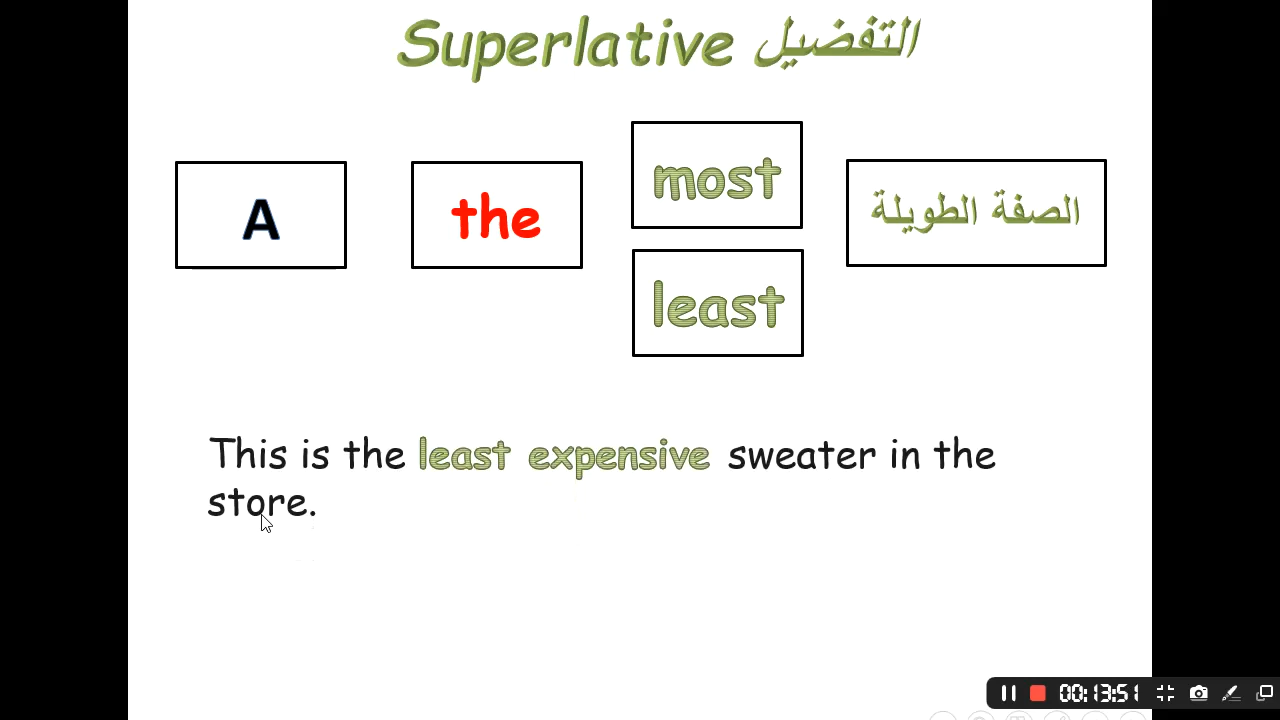 Superlative التفضيل
A
the
most
least
الصفة الطويلة
This is the least expensive sweater in the
store.
00:13:51